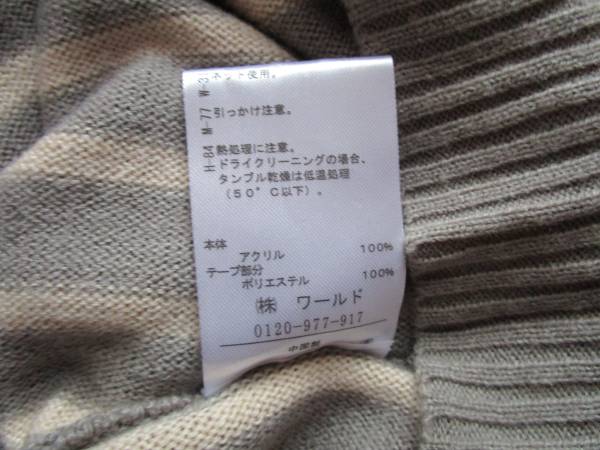 ネット使用。
M-77 引っかけ注意。
H-84 熱処理に注意。
ドライクリーニングの場合、
タンブル乾燥は低温処理
(50°C以下)。
本体
アクリル 100%
テープ部分
ポリエステル 100%
㈱ ワールド
0120-977-917
中国製